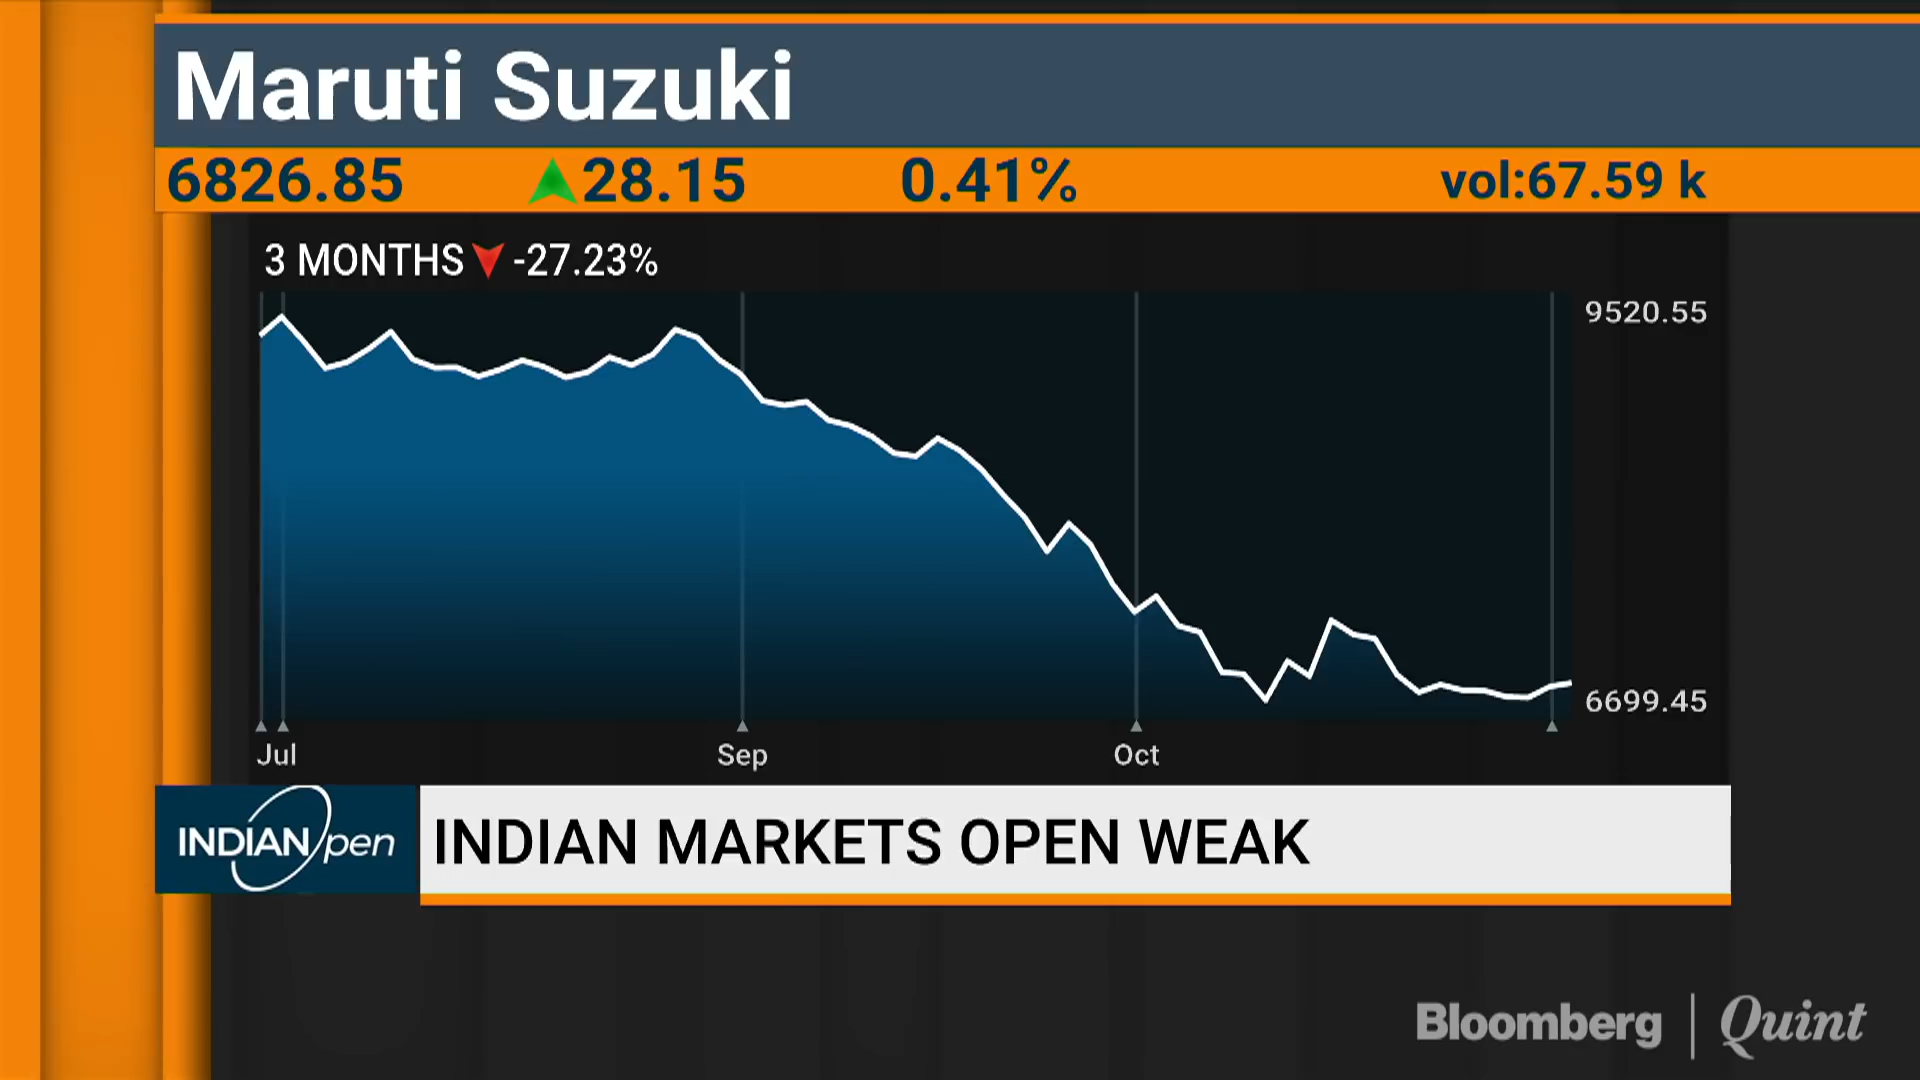 Maruti Suzuki
6826.85 28.15 0.41% vol:67.59 k
3 MONTHS -27.23%
9520.55
6699.45
Jul Sep Oct
INDIAN Open INDIAN MARKETS OPEN WEAK
Bloomberg | Quint